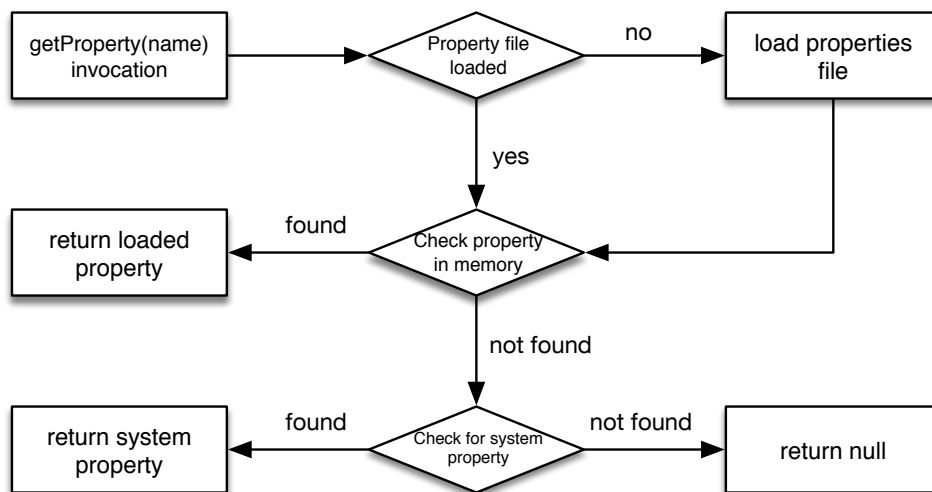 getProperty(name)
invocation
Property file
loaded
no
load properties
file
yes
return loaded
property
found
Check property
in memory
not found
return system
property
found
Check for system
property
not found
return null